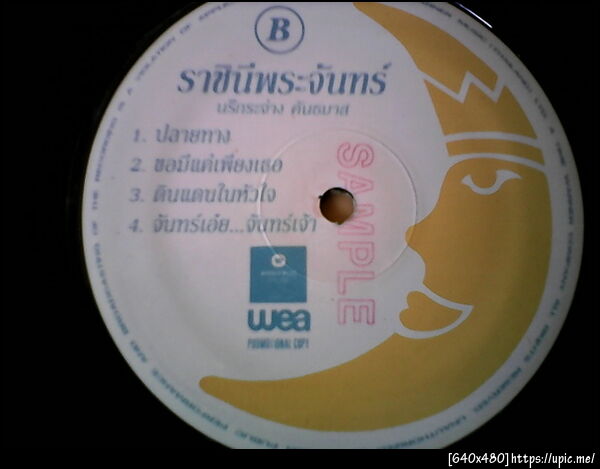 B
ราชินีพระจันทร์
นรีกระจ่าง คันธมาส
1. ปลายทาง
2. ขอมีแค่เพียงเธอ
3. ดินแดนในหัวใจ
4. จันทร์เอ๋ย...จันทร์เจ้า
SAMPLE
wea
PROMOTIONAL COPY
[640x480]https://upic.me/